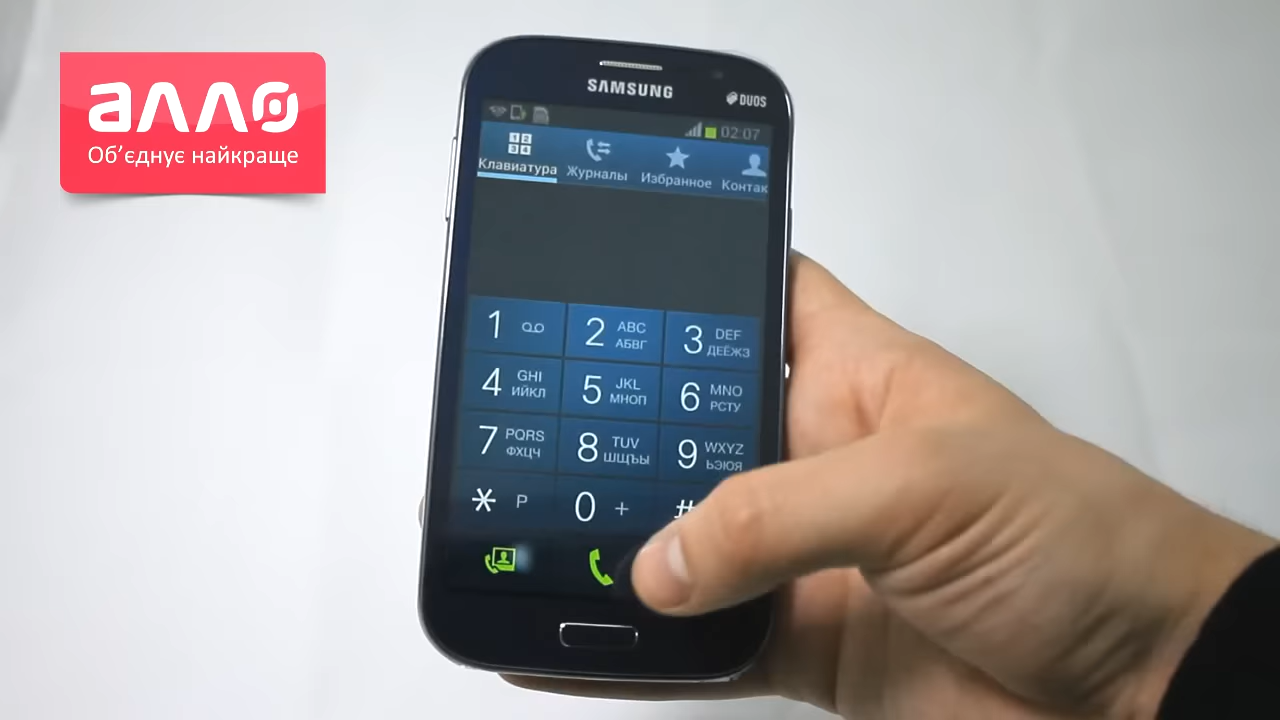 алло
Об’єднує найкраще
SAMSUNG
DUOS
02:07
Клавиатура Журналы Избранное Контак
1 2 ABC АБВГ 3 DEF ДЕЁЖЗ
4 GHI ИЙКЛ 5 JKL МНОП 6 MNO РСТУ
7 PQRS ФХЦЧ 8 TUV ШЩЪЫ 9 WXYZ ЬЭЮЯ
* P 0 + #